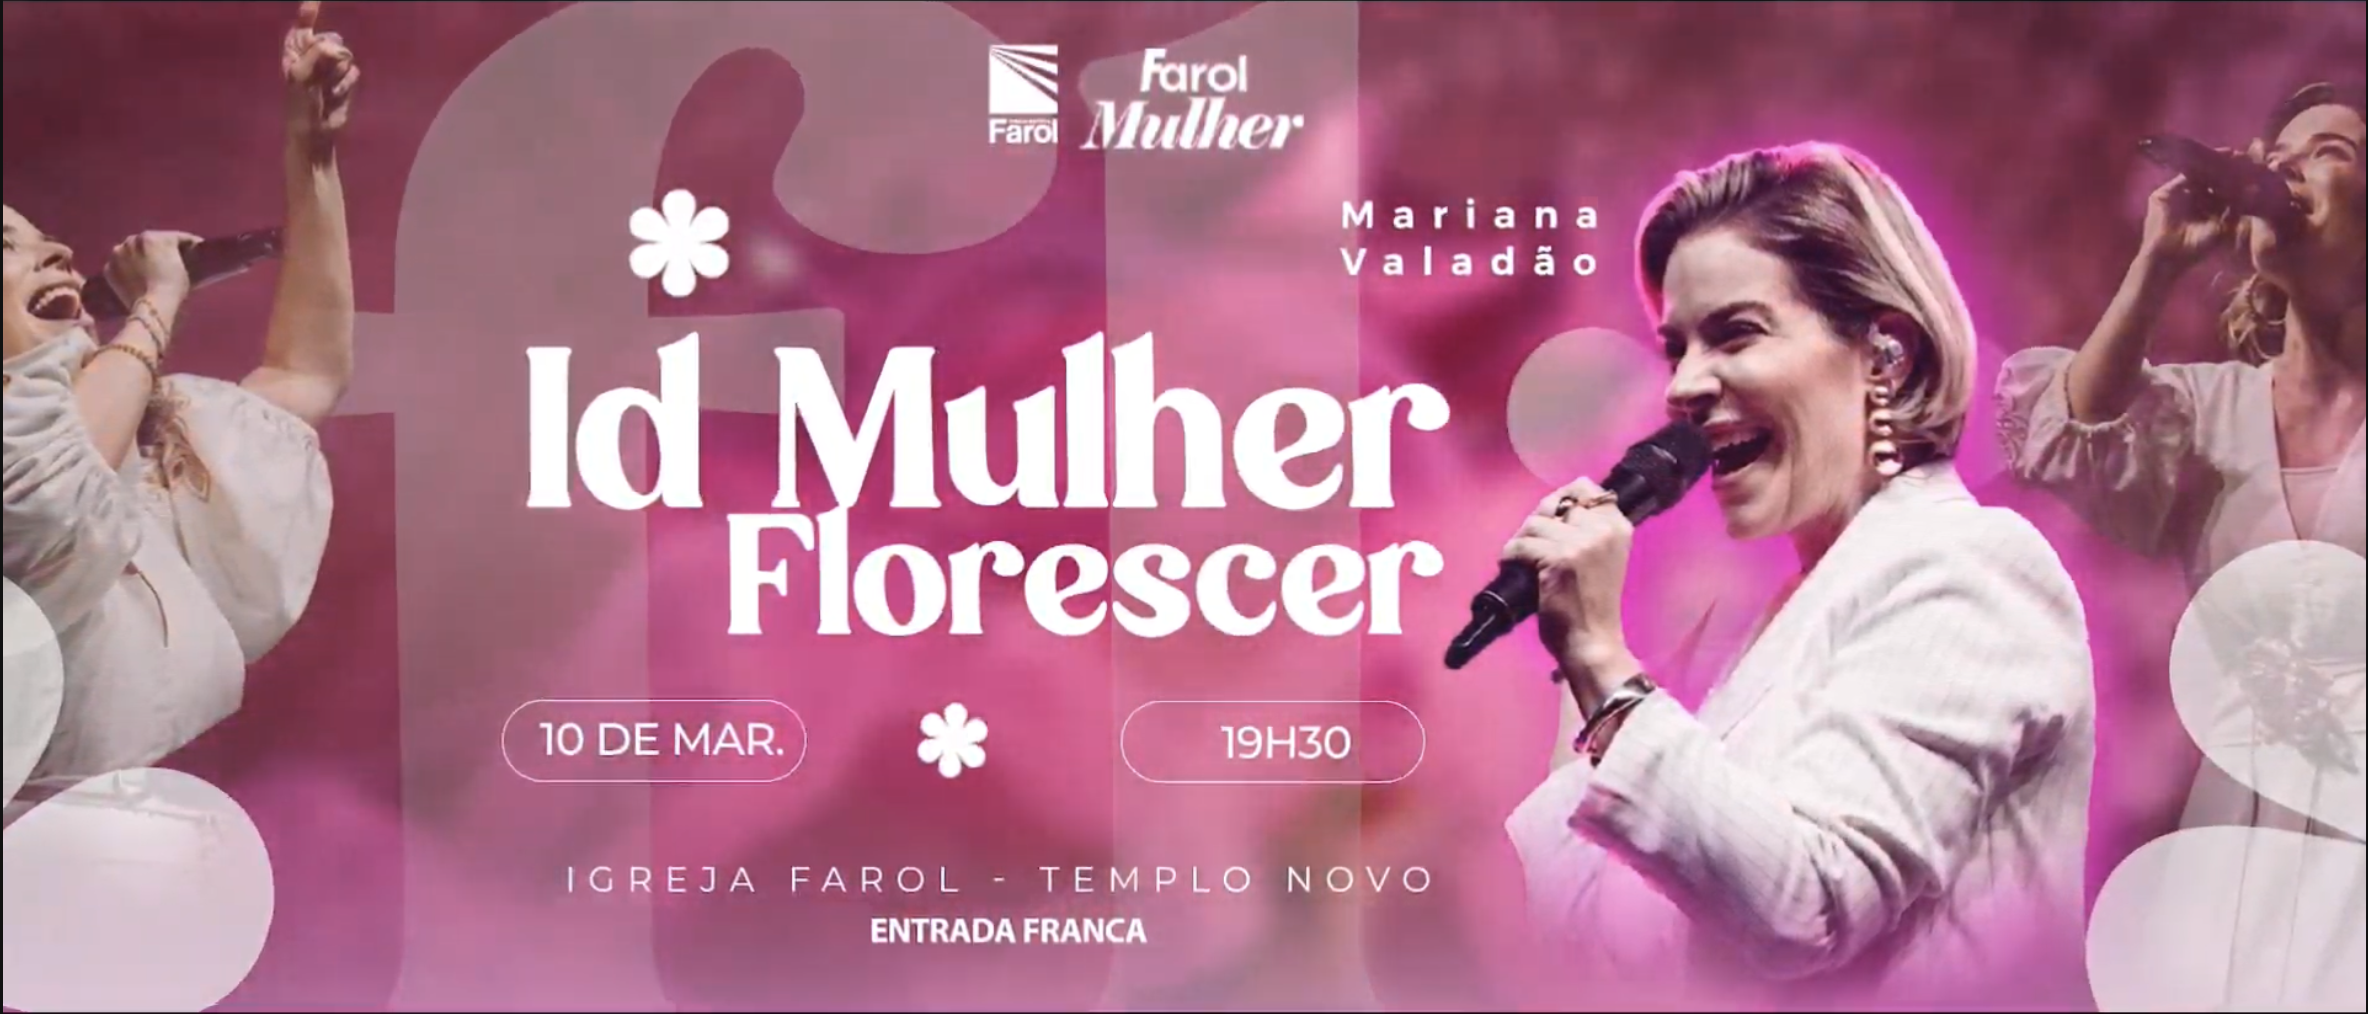 Farol
Farol
Mulher
Mariana
Valadão
Id Mulher
Florescer
10 DE MAR.
19H30
IGREJA FAROL - TEMPLO NOVO
ENTRADA FRANCA